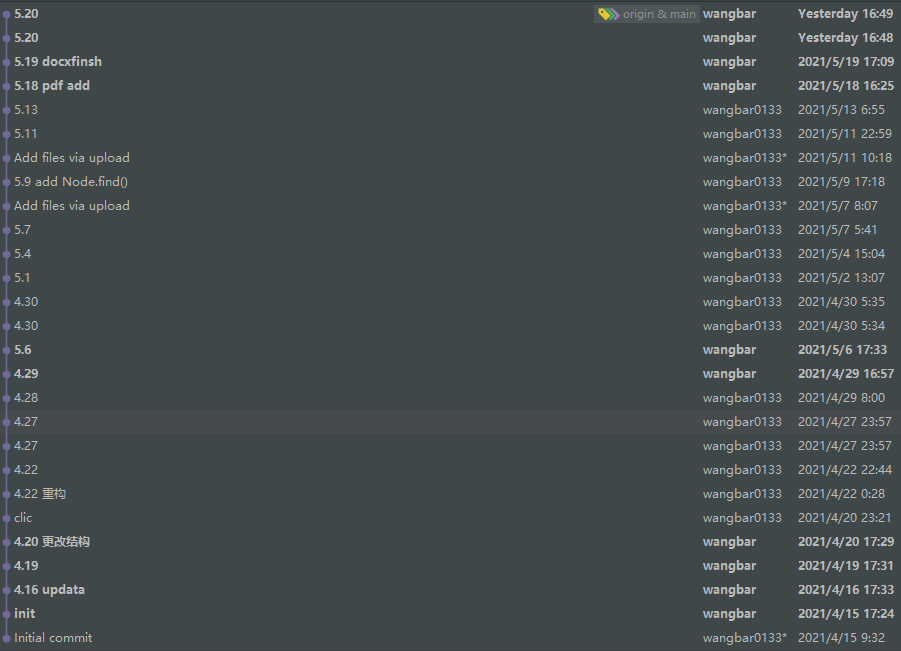 5.20 origin & main wangbar Yesterday 16:49
5.20 wangbar Yesterday 16:48
5.19 docxfinsh wangbar 2021/5/19 17:09
5.18 pdf add wangbar 2021/5/18 16:25
5.13 wangbar0133 2021/5/13 6:55
5.11 wangbar0133 2021/5/11 22:59
Add files via upload wangbar0133* 2021/5/11 10:18
5.9 add Node.find() wangbar0133 2021/5/9 17:18
Add files via upload wangbar0133* 2021/5/7 8:07
5.7 wangbar0133 2021/5/7 5:41
5.4 wangbar0133 2021/5/4 15:04
5.1 wangbar0133 2021/5/2 13:07
4.30 wangbar0133 2021/4/30 5:35
4.30 wangbar0133 2021/4/30 5:34
5.6 wangbar 2021/5/6 17:33
4.29 wangbar 2021/4/29 16:57
4.28 wangbar0133 2021/4/29 8:00
4.27 wangbar0133 2021/4/27 23:57
4.27 wangbar0133 2021/4/27 23:57
4.22 wangbar0133 2021/4/22 22:44
4.22 重构 wangbar0133 2021/4/22 0:28
clic wangbar0133 2021/4/20 23:21
4.20 更改结构 wangbar 2021/4/20 17:29
4.19 wangbar 2021/4/19 17:31
4.16 updata wangbar 2021/4/16 17:33
init wangbar 2021/4/15 17:24
Initial commit wangbar0133* 2021/4/15 9:32